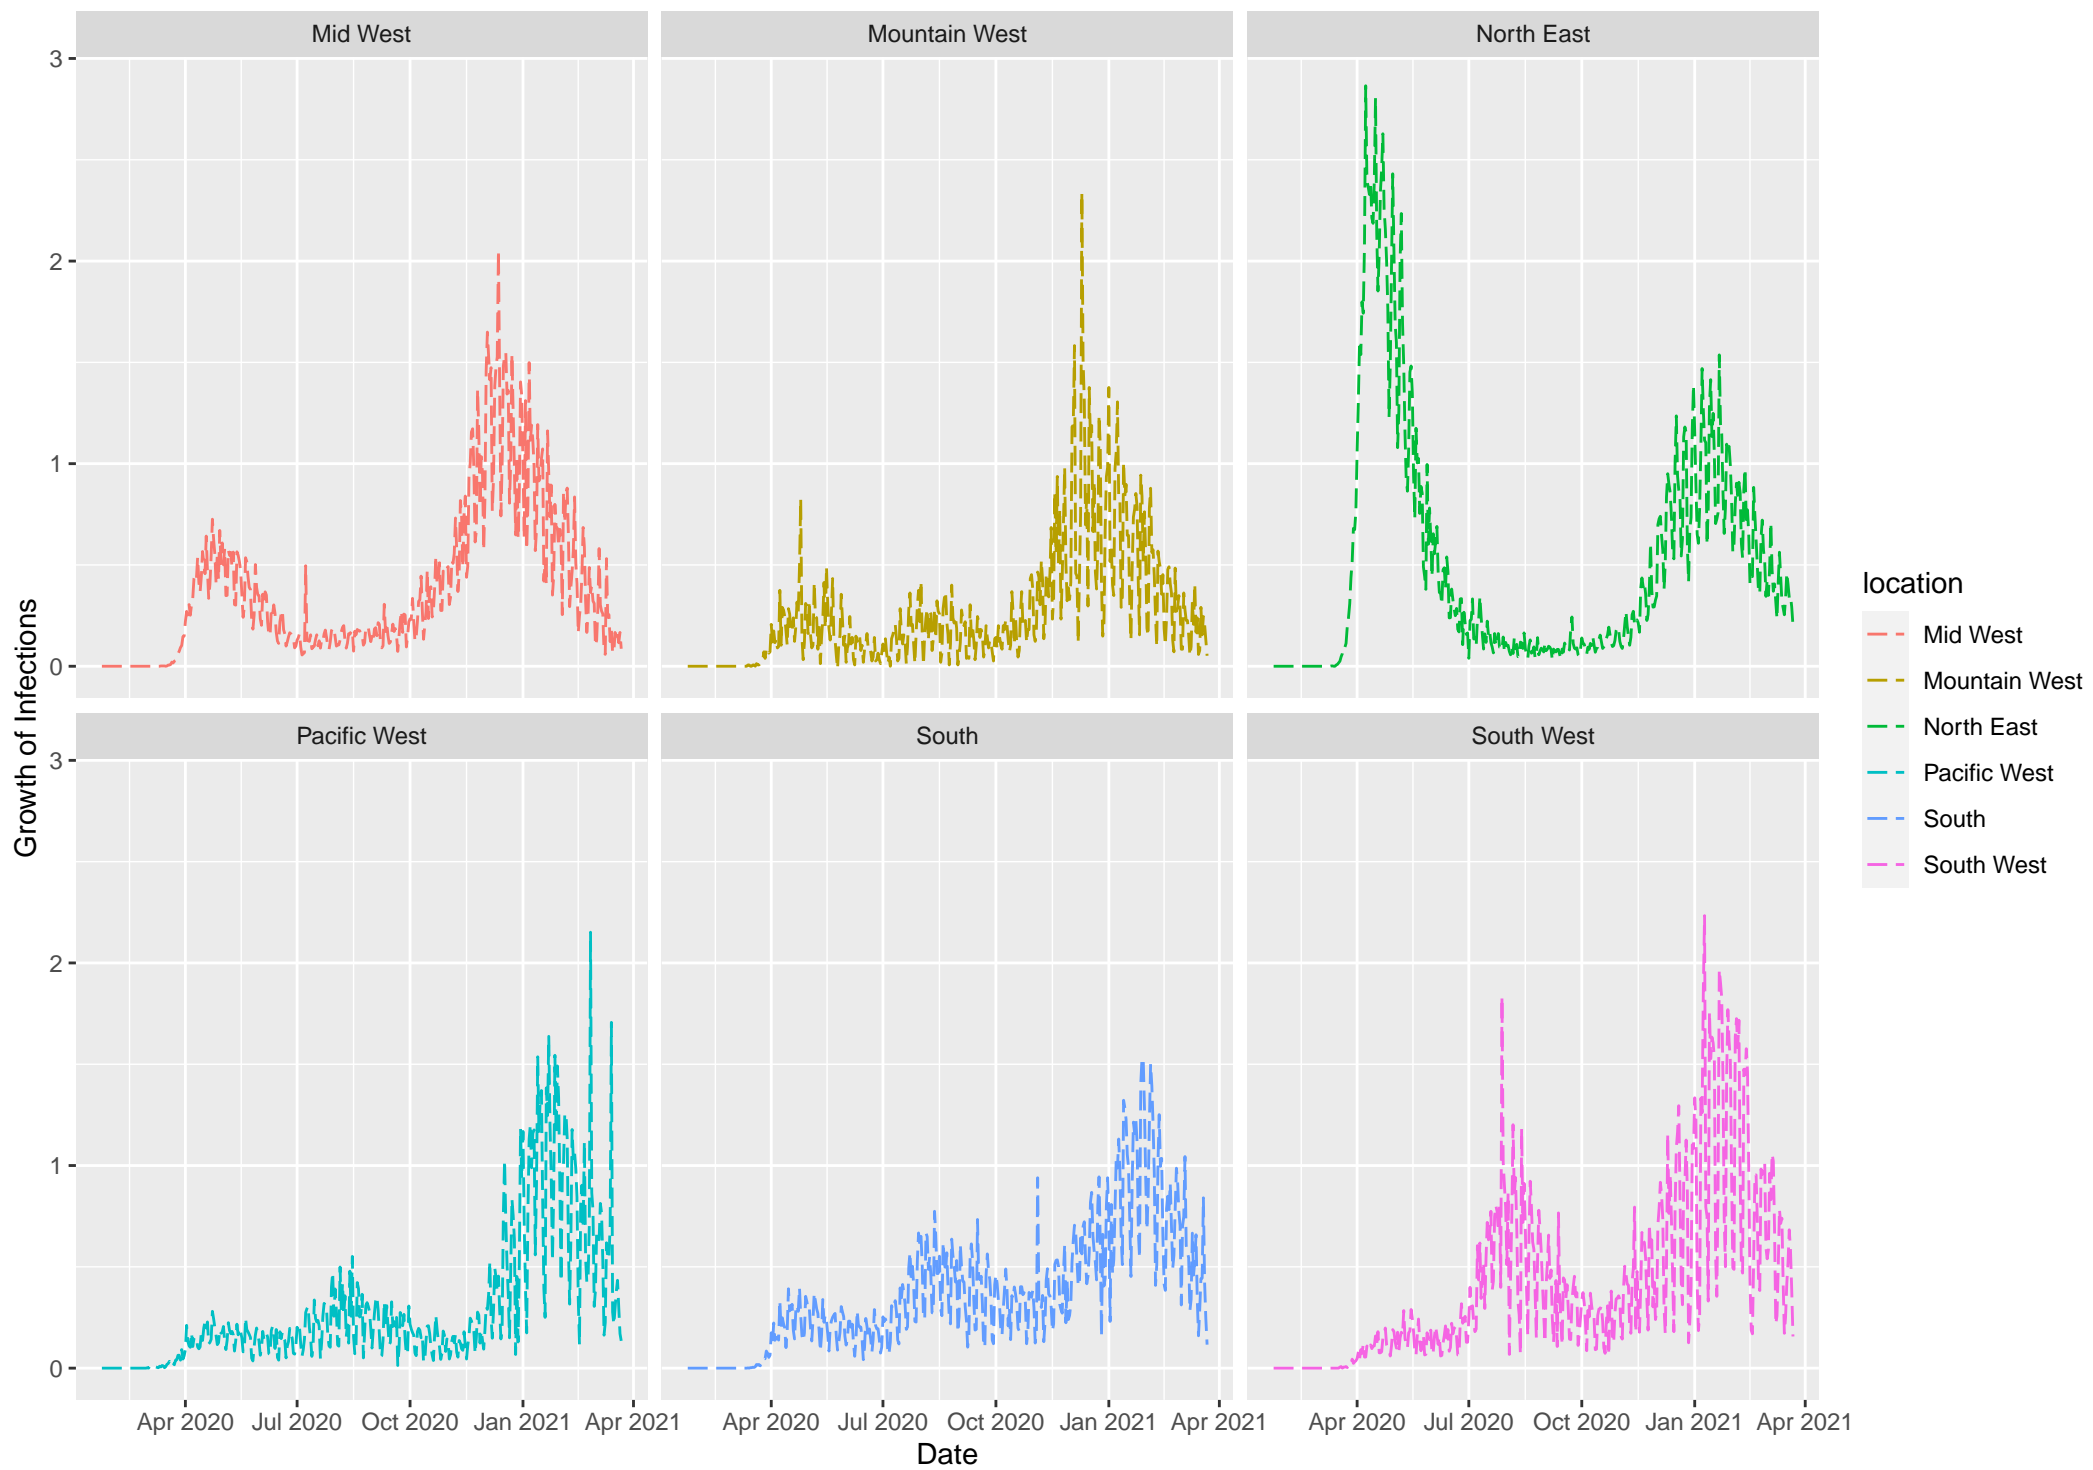 Mid West
Mountain West
North East
3
2
1
0
Pacific West
South
South West
3
2
1
0
Growth of Infections
Apr 2020 Jul 2020 Oct 2020 Jan 2021 Apr 2021
Apr 2020 Jul 2020 Oct 2020 Jan 2021 Apr 2021
Apr 2020 Jul 2020 Oct 2020 Jan 2021 Apr 2021
Date
location
Mid West
Mountain West
North East
Pacific West
South
South West